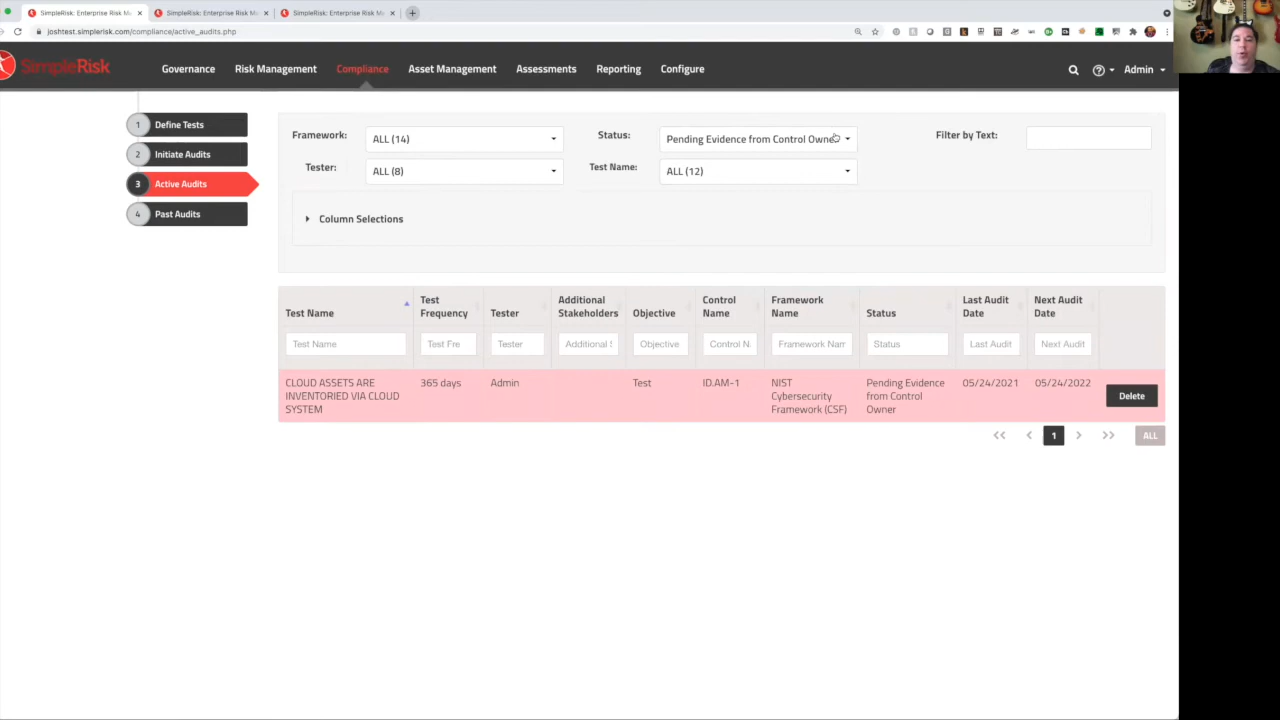 SimpleRisk: Enterprise Risk Ma × SimpleRisk: Enterprise Risk Ma × SimpleRisk: Enterprise Risk Ma × +
joshtest.simplerisk.com/compliance/active_audits.php
SimpleRisk Governance Risk Management Compliance Asset Management Assessments Reporting Configure Admin
1 Define Tests
2 Initiate Audits
3 Active Audits
4 Past Audits
Framework: ALL (14) Status: Pending Evidence from Control Owne Filter by Text:
Tester: ALL (8) Test Name: ALL (12)
Column Selections
Test Name Test Frequency Tester Additional Stakeholders Objective Control Name Framework Name Status Last Audit Date Next Audit Date
Test Name Test Fre Tester Additional S Objective Control N Framework Nam Status Last Audit Next Audit
CLOUD ASSETS ARE 365 days Admin Test ID.AM-1 NIST Pending Evidence 05/24/2021 05/24/2022 Delete
INVENTORIED VIA CLOUD Cybersecurity from Control
SYSTEM Framework (CSF) Owner
<< < 1 > >> ALL